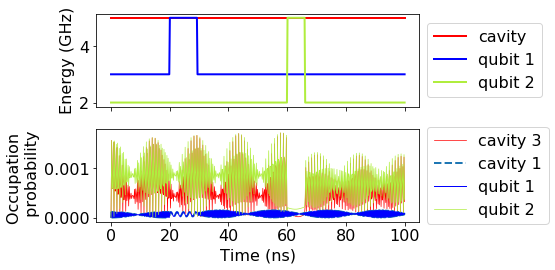 Energy (GHz)
4
2
cavity
qubit 1
qubit 2
Occupation
probability
0.001
0.000
0
20
40
60
80
100
Time (ns)
cavity 3
cavity 1
qubit 1
qubit 2